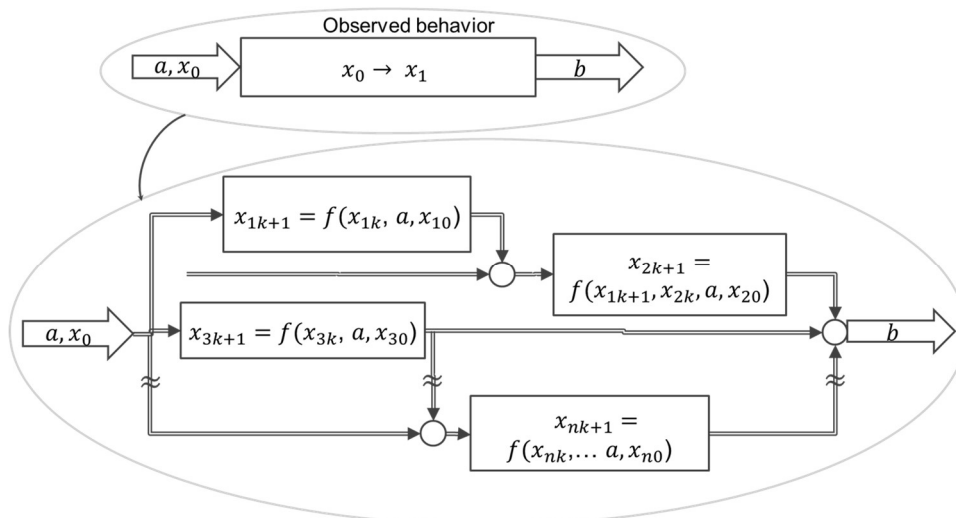 Observed behavior
a, x₀
x₀ → x₁
b
x₁ₖ₊₁ = f(x₁ₖ, a, x₁₀)
x₂ₖ₊₁ =
f(x₁ₖ₊₁, x₂ₖ, a, x₂₀)
a, x₀
x₃ₖ₊₁ = f(x₃ₖ, a, x₃₀)
b
xₙₖ₊₁ =
f(xₙₖ,… a, xₙ₀)